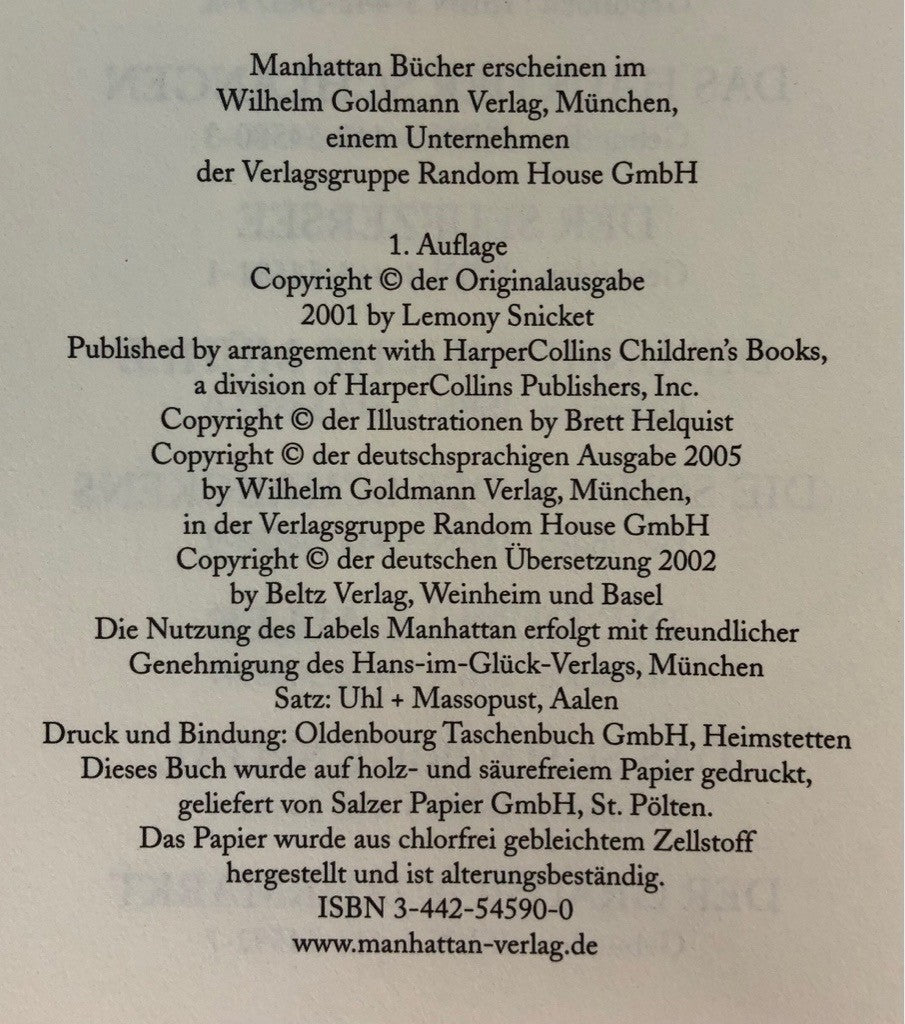 Manhattan Bücher erscheinen im
Wilhelm Goldmann Verlag, München,
einem Unternehmen
der Verlagsgruppe Random House GmbH
1. Auflage
Copyright © der Originalausgabe
2001 by Lemony Snicket
Published by arrangement with HarperCollins Children's Books,
a division of HarperCollins Publishers, Inc.
Copyright © der Illustrationen by Brett Helquist
Copyright © der deutschsprachigen Ausgabe 2005
by Wilhelm Goldmann Verlag, München,
in der Verlagsgruppe Random House GmbH
Copyright © der deutschen Übersetzung 2002
by Beltz Verlag, Weinheim und Basel
Die Nutzung des Labels Manhattan erfolgt mit freundlicher
Genehmigung des Hans-im-Glück-Verlags, München
Satz: Uhl + Massopust, Aalen
Druck und Bindung: Oldenbourg Taschenbuch GmbH, Heimstetten
Dieses Buch wurde auf holz- und säurefreiem Papier gedruckt,
geliefert von Salzer Papier GmbH, St. Pölten.
Das Papier wurde aus chlorfrei gebleichtem Zellstoff
hergestellt und ist alterungsbeständig.
ISBN 3-442-54590-0
www.manhattan-verlag.de